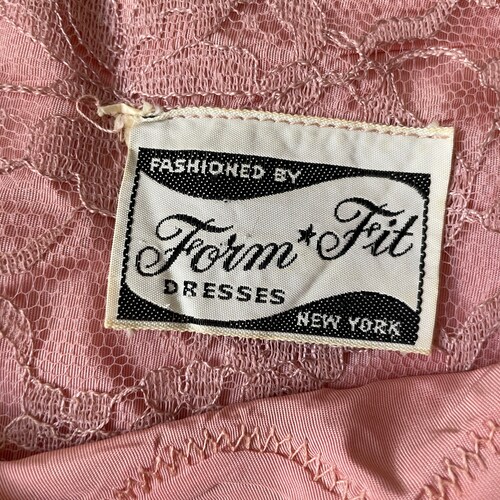 FASHIONED BY
Form★Fit
DRESSES
NEW YORK